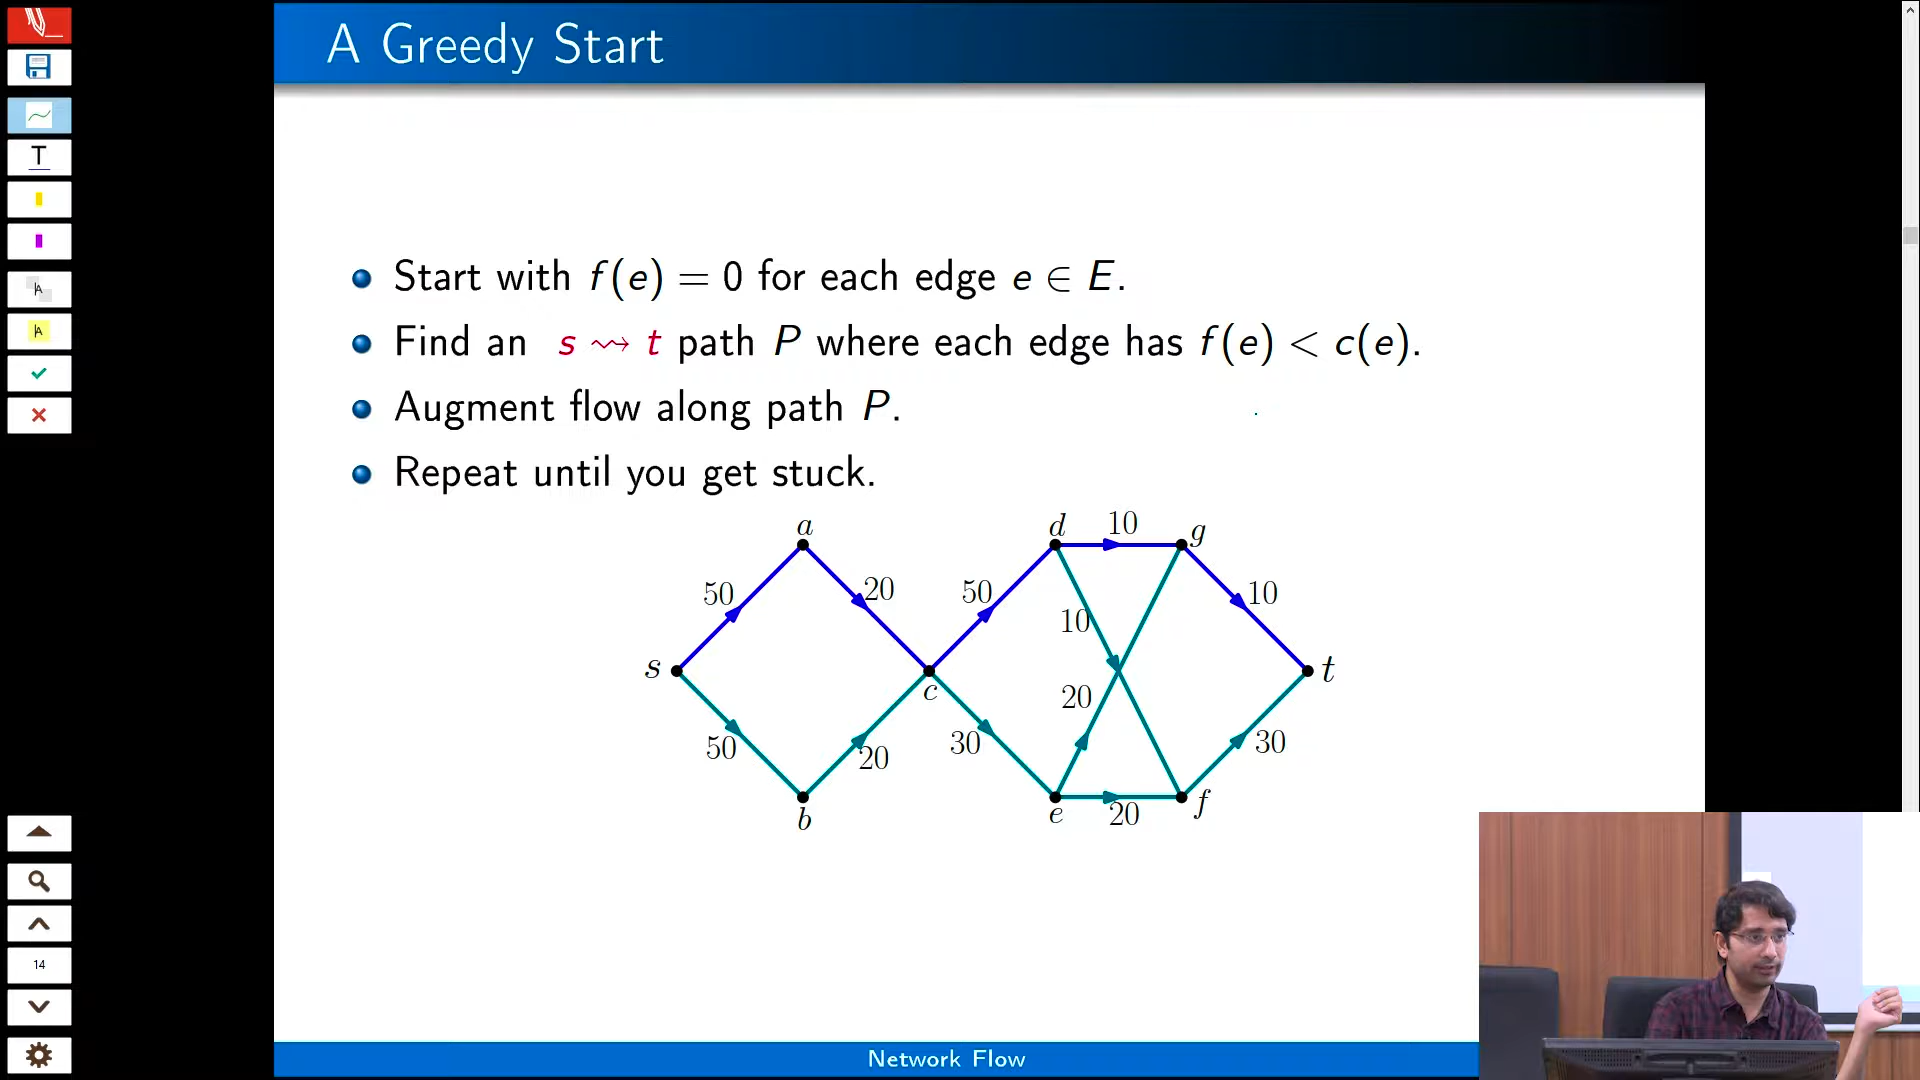 A Greedy Start
Start with f(e) = 0 for each edge e ∈ E.
Find an s ⇝ t path P where each edge has f(e) < c(e).
Augment flow along path P.
Repeat until you get stuck.
a
d
10
g
50
20
50
10
10
s
c
t
20
50
20
30
30
b
e
20
f
T
A
A
14
Network Flow